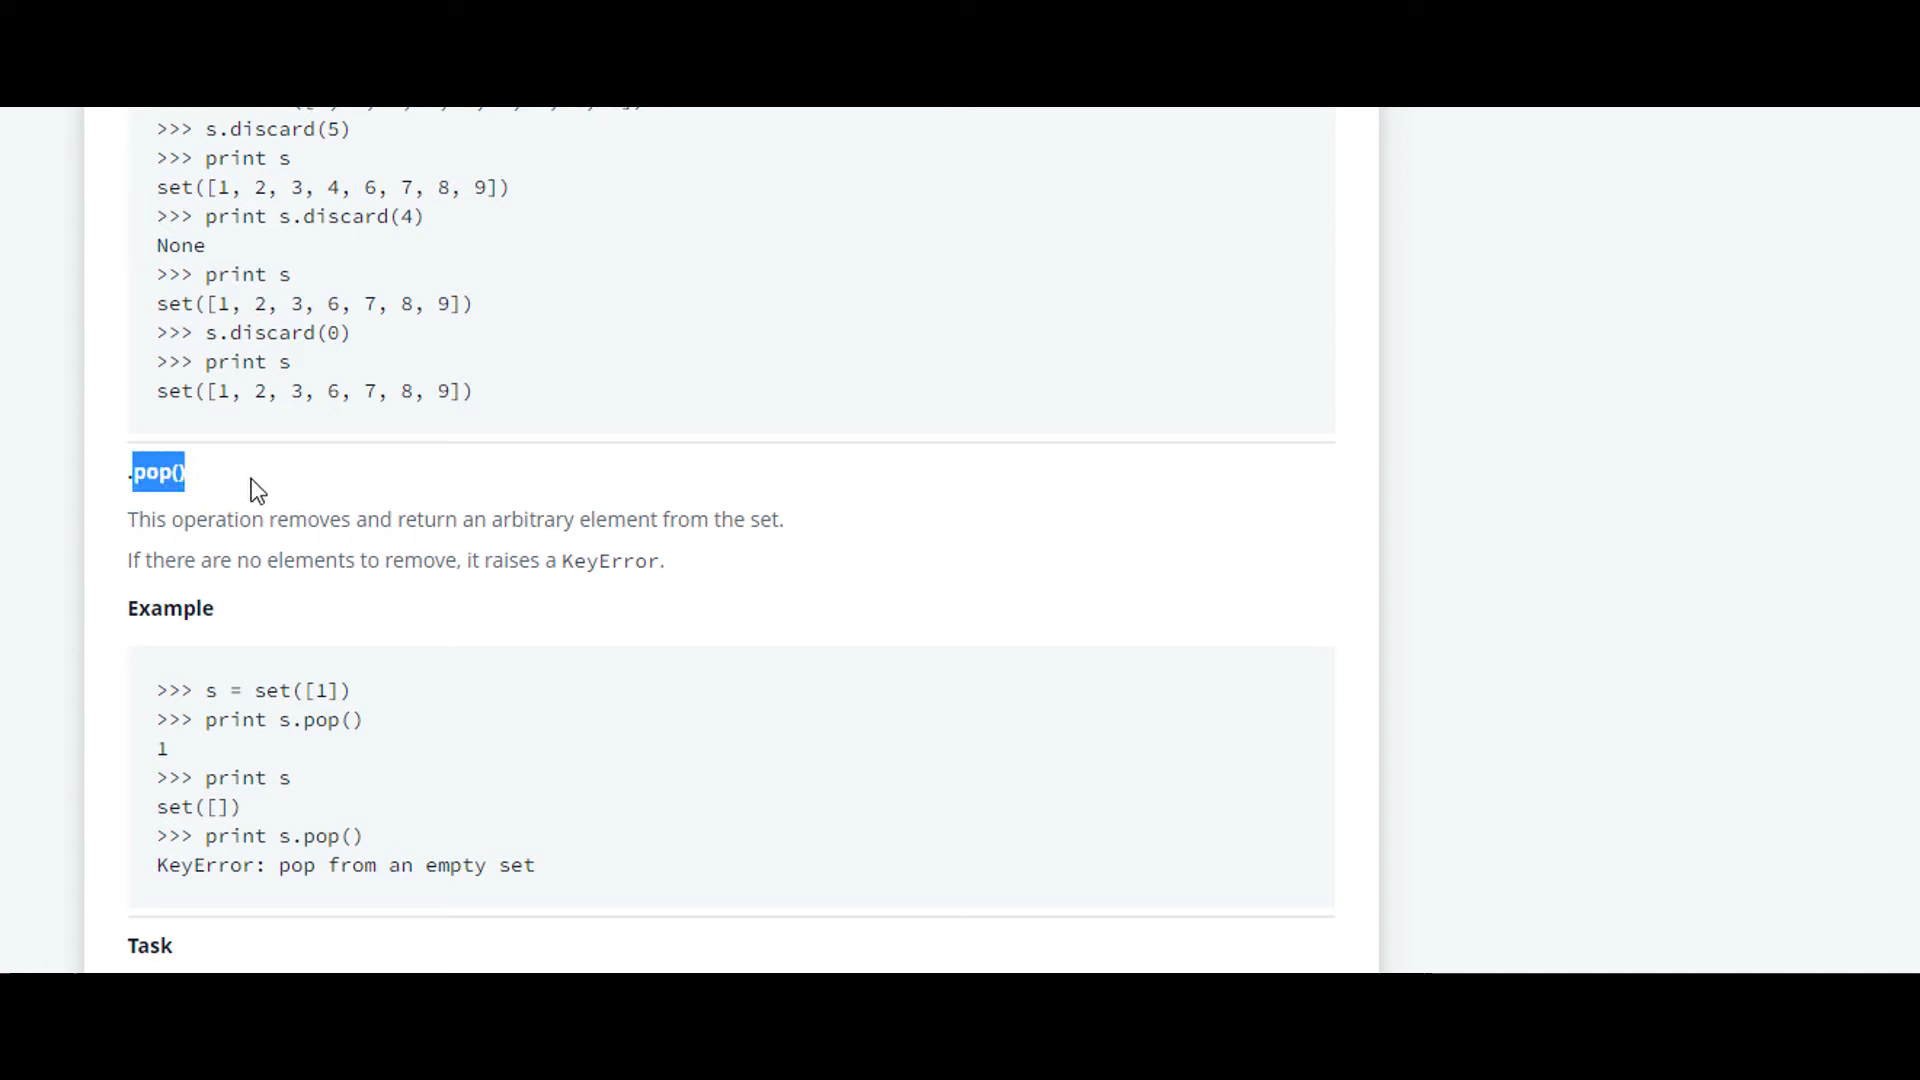 >>> s.discard(5)
>>> print s
set([1, 2, 3, 4, 6, 7, 8, 9])
>>> print s.discard(4)
None
>>> print s
set([1, 2, 3, 6, 7, 8, 9])
>>> s.discard(0)
>>> print s
set([1, 2, 3, 6, 7, 8, 9])
.pop()
This operation removes and return an arbitrary element from the set.
If there are no elements to remove, it raises a KeyError.
Example
>>> s = set([1])
>>> print s.pop()
1
>>> print s
set([])
>>> print s.pop()
KeyError: pop from an empty set
Task